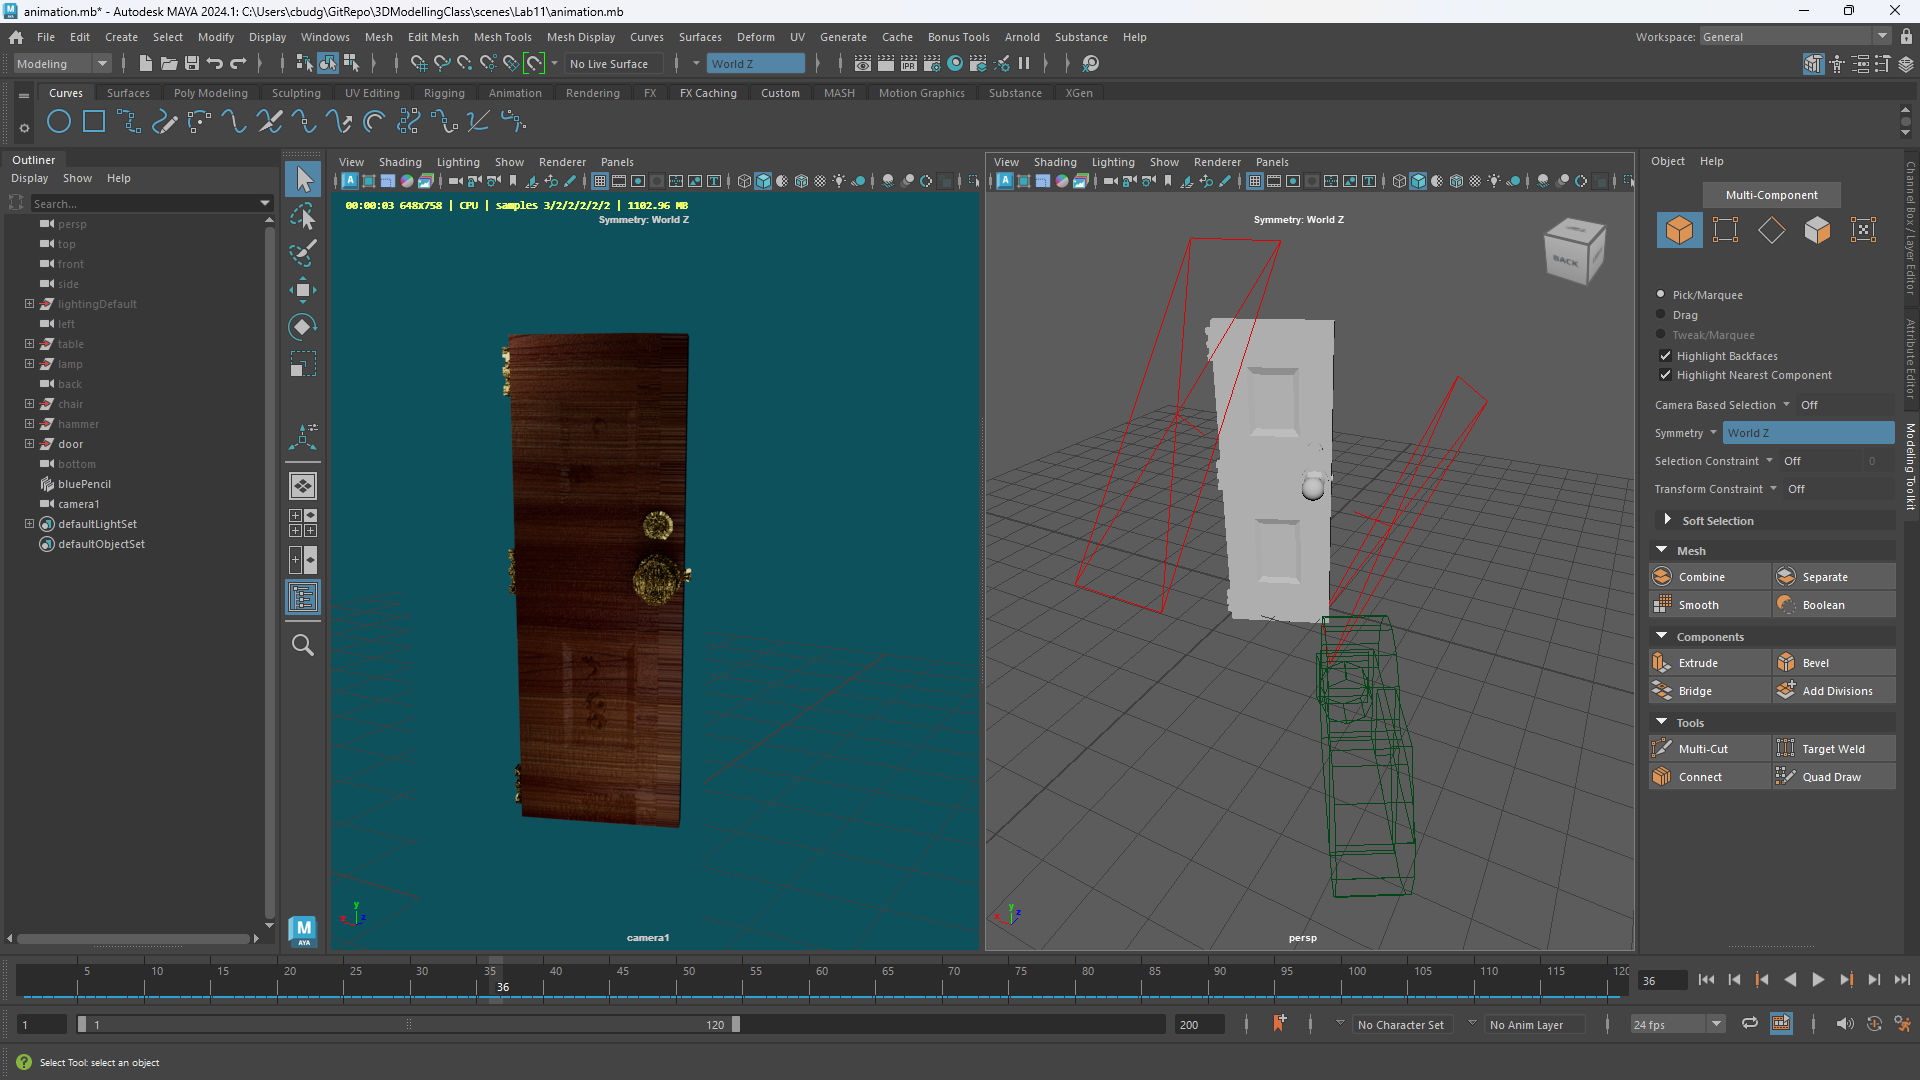 animation.mb* - Autodesk MAYA 2024.1: C:\Users\cbudg\GitRepo\3DModellingClass\scenes\Lab11\animation.mb
File Edit Create Select Modify Display Windows Mesh Edit Mesh Mesh Tools Mesh Display Curves Surfaces Deform UV Generate Cache Bonus Tools Arnold Substance Help
Workspace: General
Modeling
No Live Surface
World Z
Curves Surfaces Poly Modeling Sculpting UV Editing Rigging Animation Rendering FX FX Caching Custom MASH Motion Graphics Substance XGen
Outliner
Display Show Help
Search...
persp
top
front
side
lightingDefault
left
table
lamp
back
chair
hammer
door
bottom
bluePencil
camera1
defaultLightSet
defaultObjectSet
M
AYA
View Shading Lighting Show Renderer Panels
00:00:03 648x758 | CPU | samples 3/2/2/2/2/2 | 1102.96 MB
Symmetry: World Z
camera1
View Shading Lighting Show Renderer Panels
Symmetry: World Z
BACK
persp
Object Help
Multi-Component
Pick/Marquee
Drag
Tweak/Marquee
Highlight Backfaces
Highlight Nearest Component
Camera Based Selection Off
Symmetry World Z
Selection Constraint Off 0
Transform Constraint Off
Soft Selection
Mesh
Combine Separate
Smooth Boolean
Components
Extrude Bevel
Bridge Add Divisions
Tools
Multi-Cut Target Weld
Connect Quad Draw
Channel Box / Layer Editor
Attribute Editor
Modeling Toolkit
5 10 15 20 25 30 35 40 45 50 55 60 65 70 75 80 85 90 95 100 105 110 115 120
36
36
1 1 120 200
No Character Set
No Anim Layer
24 fps
Select Tool: select an object